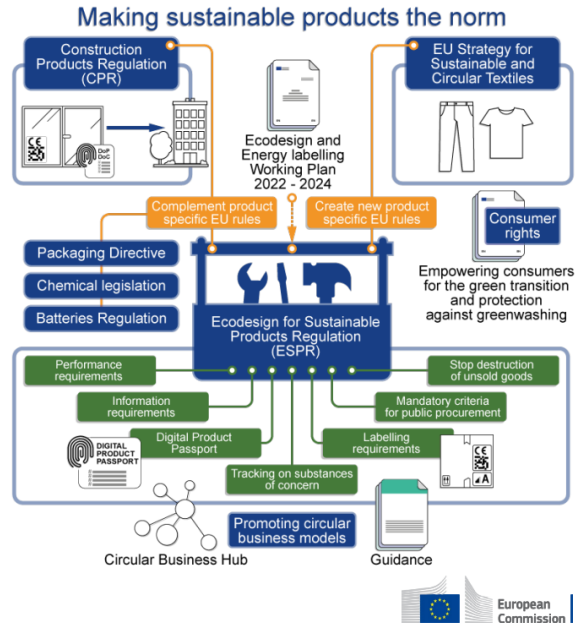 Making sustainable products the norm
Construction
Products Regulation
(CPR)
EU Strategy for
Sustainable and
Circular Textiles
CE
DoP
DoC
Ecodesign and
Energy labelling
Working Plan
2022 - 2024
Complement product
specific EU rules
Create new product
specific EU rules
Consumer
rights
Packaging Directive
Chemical legislation
Batteries Regulation
Empowering consumers
for the green transition
and protection
against greenwashing
Ecodesign for Sustainable
Products Regulation
(ESPR)
Performance
requirements
Stop destruction
of unsold goods
Information
requirements
Mandatory criteria
for public procurement
Digital Product
Passport
Labelling
requirements
DIGITAL
PRODUCT
PASSPORT
CE
A
Tracking on substances
of concern
Promoting circular
business models
Circular Business Hub
Guidance
European
Commission